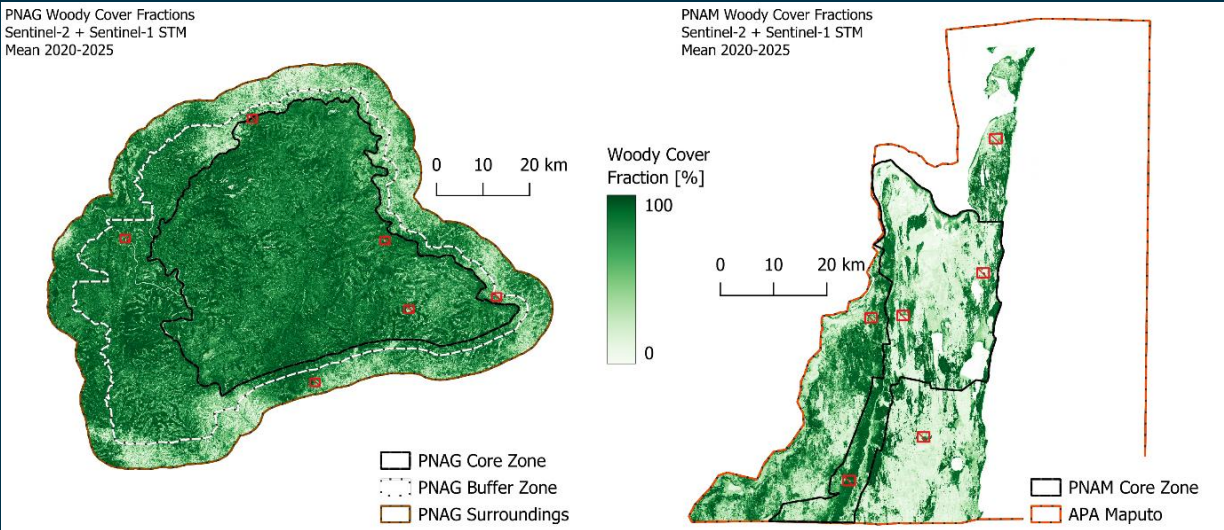 PNAG Woody Cover Fractions
Sentinel-2 + Sentinel-1 STM
Mean 2020-2025
0 10 20 km
PNAG Core Zone
PNAG Buffer Zone
PNAG Surroundings
Woody Cover
Fraction [%]
100
0
PNAM Woody Cover Fractions
Sentinel-2 + Sentinel-1 STM
Mean 2020-2025
0 10 20 km
PNAM Core Zone
APA Maputo